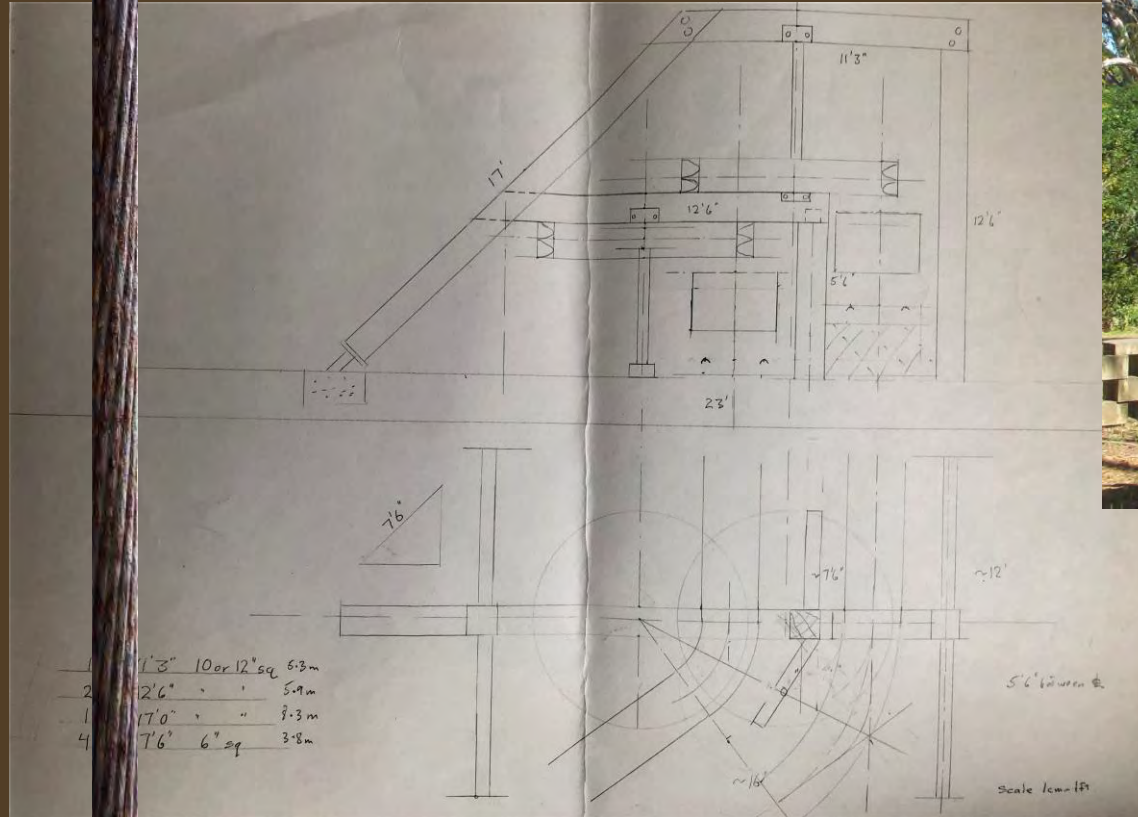 11'3"
17'
12'6"
12'6"
5'6"
23'
7'6"
~7'6"
~12'
1'3" 10 or 12" sq 6.3m
2 12'6" " " 5.9m
1 17'0" " " 8.3m
4 7'6" 6" sq 3.8m
5'6" between
~16'
Scale 1cm=1ft